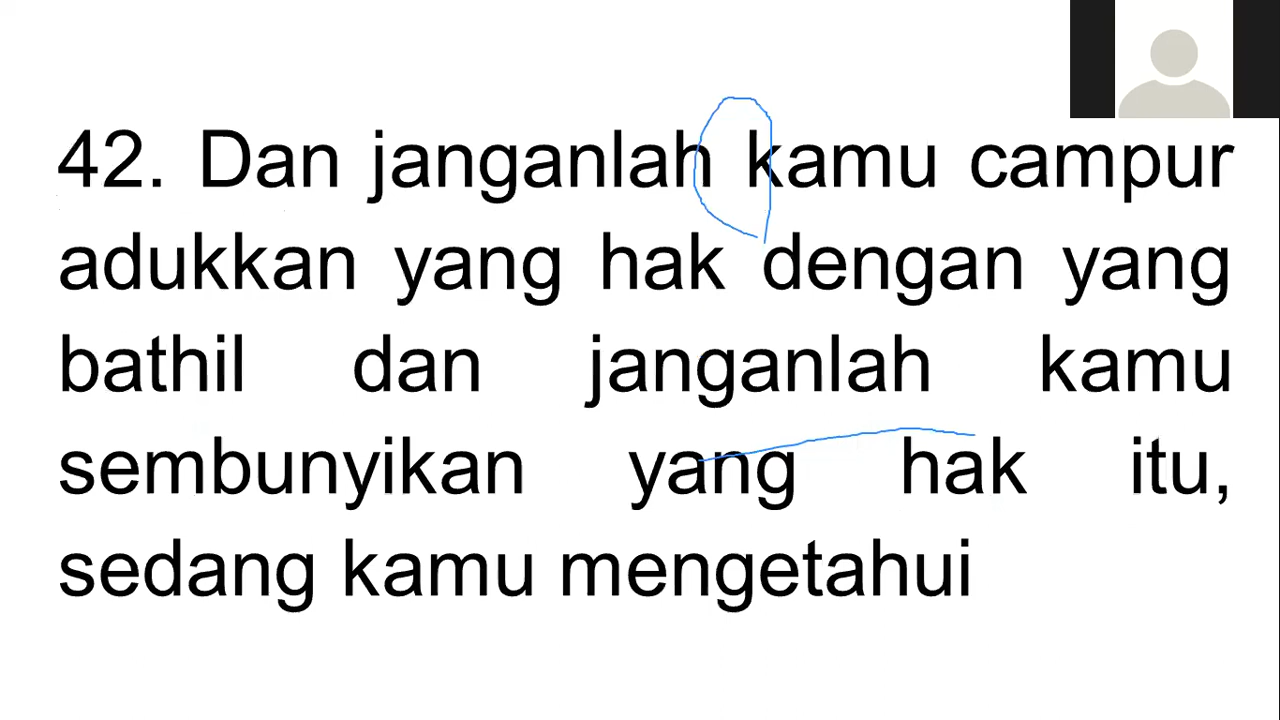 42. Dan janganlah kamu campur
adukkan yang hak dengan yang
bathil dan janganlah kamu
sembunyikan yang hak itu,
sedang kamu mengetahui